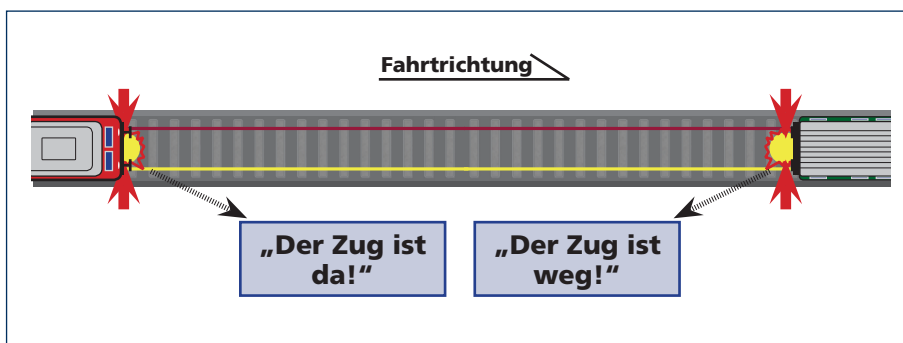 Fahrtrichtung
„Der Zug ist
da!“
„Der Zug ist
weg!“